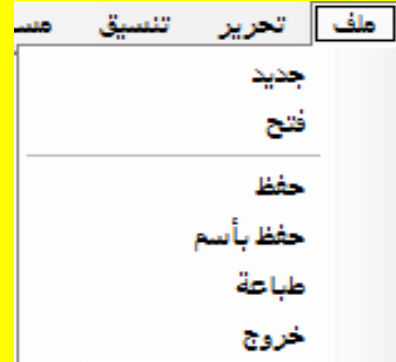 ملف تحرير تنسيق
جديد
فتح
حفظ
حفظ بأسم
طباعة
خروج